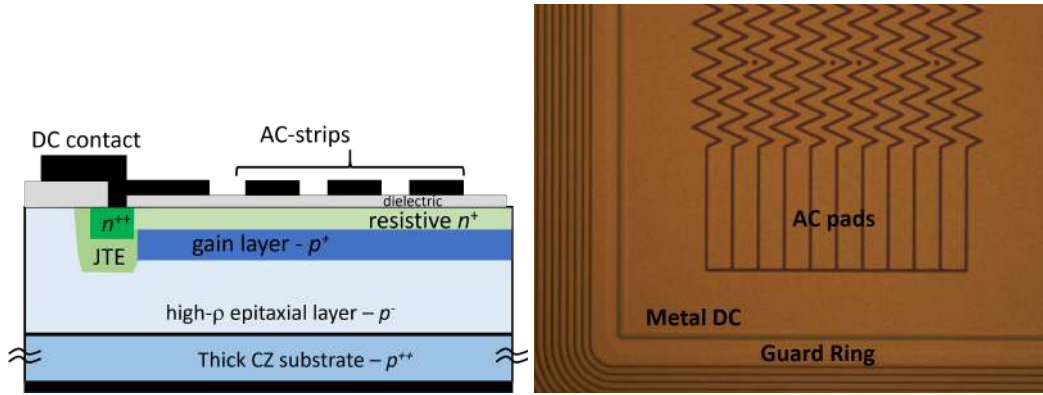 DC contact
AC-strips
dielectric
n++
resistive n+
gain layer - p+
JTE
high-ρ epitaxial layer – p-
Thick CZ substrate – p++
AC pads
Metal DC
Guard Ring